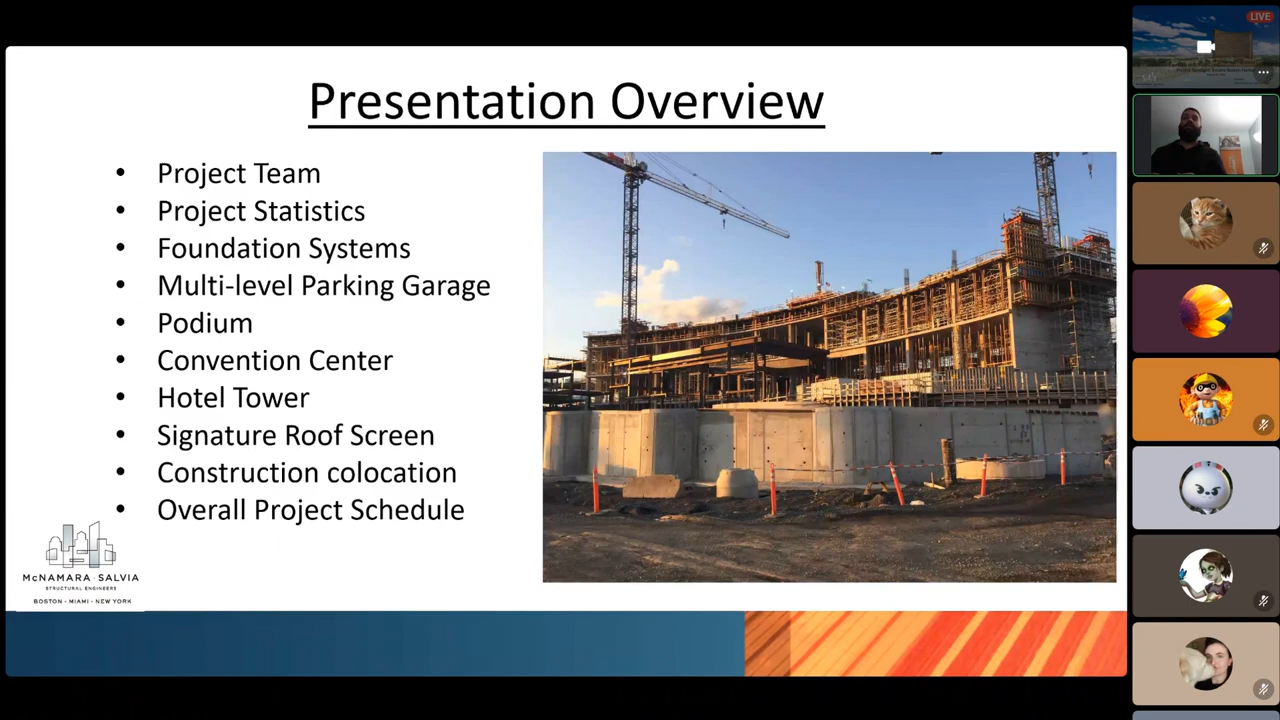 LIVE
Presentation Overview
• Project Team
• Project Statistics
• Foundation Systems
• Multi-level Parking Garage
• Podium
• Convention Center
• Hotel Tower
• Signature Roof Screen
• Construction colocation
• Overall Project Schedule
McNAMARA · SALVIA
STRUCTURAL ENGINEERS
BOSTON - MIAMI - NEW YORK